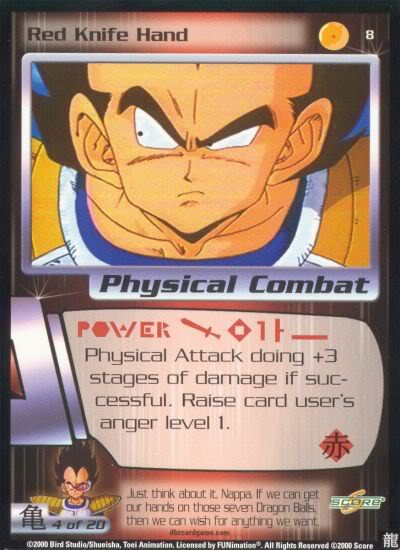 Red Knife Hand
8
Physical Combat
POWER
Physical Attack doing +3
stages of damage if suc-
cessful. Raise card user's
anger level 1.
赤
Just think about it, Nappa. If we can get
our hands on those seven Dragon Balls,
then we can wish for anything we want.
SCORE
亀 4 of 20
龍
dbzcardgame.com
©2000 Bird Studio/Shueisha, Toei Animation. Licensed by FUNimation®. All Rights Reserved ©2000 Score